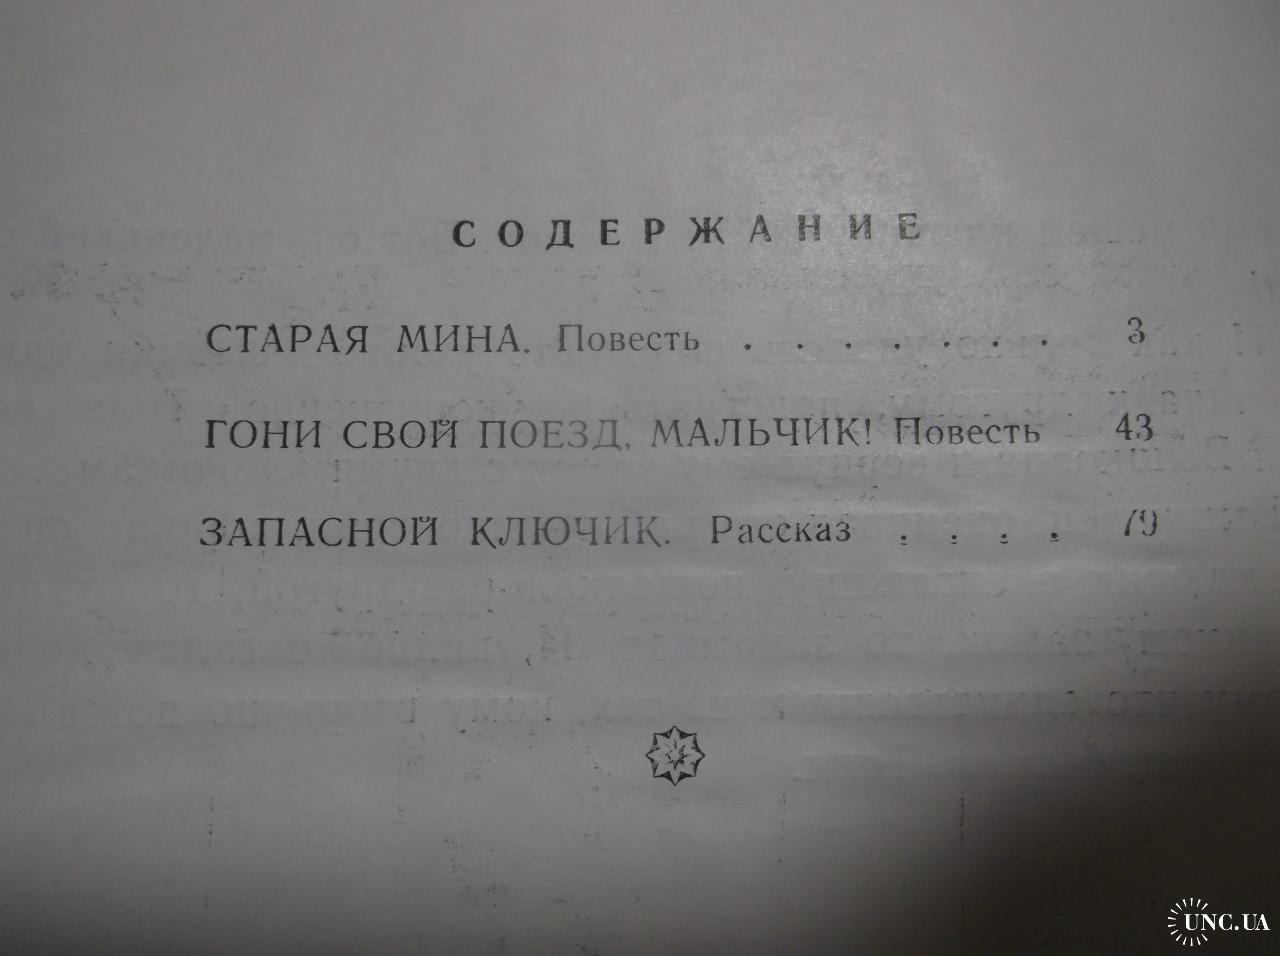 СОДЕРЖАНИЕ
СТАРАЯ МИНА. Повесть . . . . . . . 3
ГОНИ СВОЙ ПОЕЗД, МАЛЬЧИК! Повесть 43
ЗАПАСНОЙ КЛЮЧИК. Рассказ . . . . 79
UNC.UA